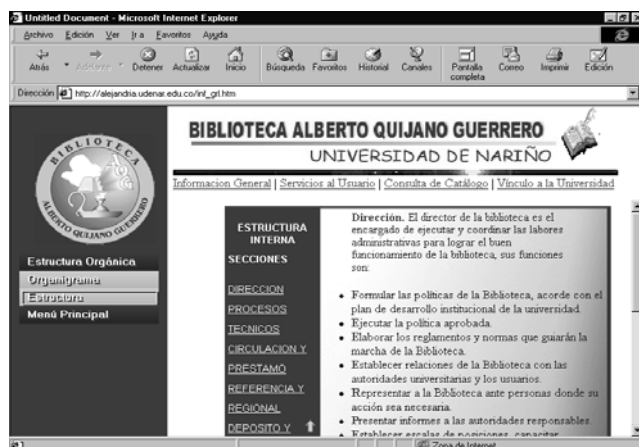 Untitled Document - Microsoft Internet Explorer
Archivo Edición Ver Ir a Favoritos Ayuda
Atrás Adelante Detener Actualizar Inicio Búsqueda Favoritos Historial Canales Pantalla completa Correo Imprimir Edición
Dirección http://alejandria.udenar.edu.co/inf_grl.htm
BIBLIOTECA ALBERTO QUIJANO GUERRERO
UNIVERSIDAD DE NARIÑO
BIBLIOTECA
ALBERTO QUIJANO GUERRERO
Informacion General | Servicios al Usuario | Consulta de Catálogo | Vínculo a la Universidad
Estructura Orgánica
Organigrama
Estructura
Menú Principal
ESTRUCTURA
INTERNA
SECCIONES
DIRECCION
PROCESOS
TECNICOS
CIRCULACION Y
PRESTAMO
REFERENCIA Y
REGIONAL
DEPOSITO Y
Dirección. El director de la biblioteca es el
encargado de ejecutar y coordinar las labores
administrativas para lograr el buen
funcionamiento de la biblioteca, sus funciones
son:
• Formular las políticas de la Biblioteca, acorde con el
plan de desarrollo institucional de la universidad.
• Ejecutar la política aprobada.
• Elaborar los reglamentos y normas que guiarán la
marcha de la Biblioteca.
• Establecer relaciones de la Biblioteca con las
autoridades universitarias y los usuarios.
• Representar a la Biblioteca ante personas donde su
acción sea necesaria.
• Presentar informes a las autoridades responsables.
• Establecer escalas de posiciones, capacitar
Zona de Internet